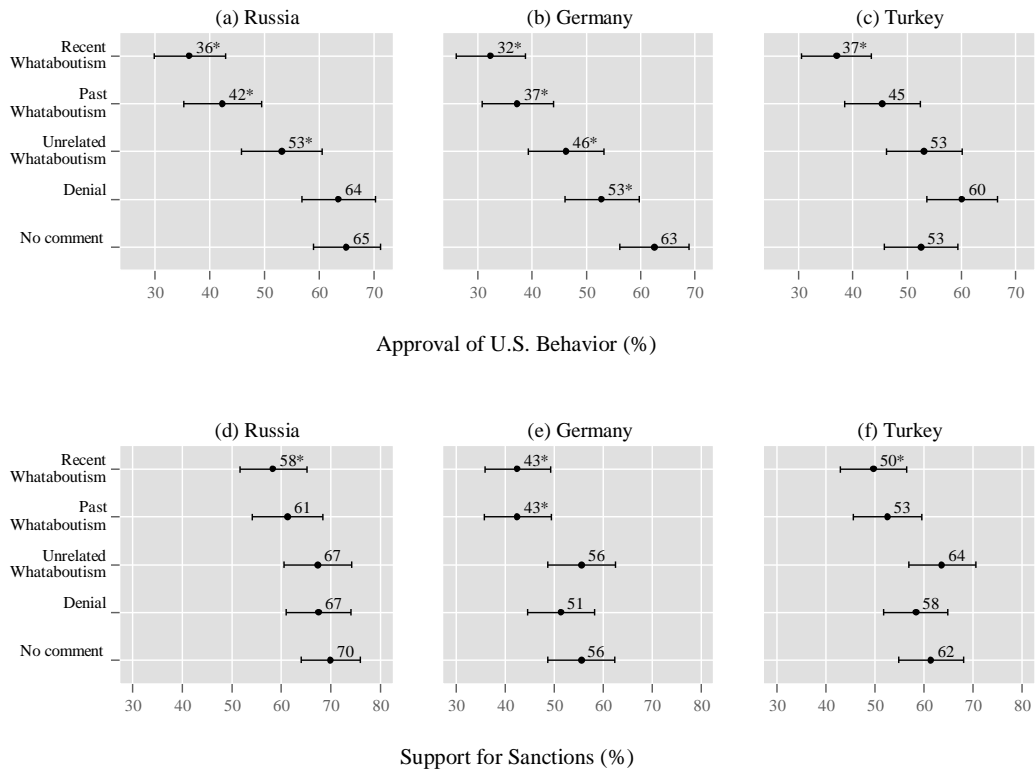 (a) Russia
(b) Germany
(c) Turkey
Recent
Whataboutism
36*
32*
37*
Past
Whataboutism
42*
37*
45
Unrelated
Whataboutism
53*
46*
53
Denial
64
53*
60
No comment
65
63
53
30 40 50 60 70
30 40 50 60 70
30 40 50 60 70
Approval of U.S. Behavior (%)
(d) Russia
(e) Germany
(f) Turkey
Recent
Whataboutism
58*
43*
50*
Past
Whataboutism
61
43*
53
Unrelated
Whataboutism
67
56
64
Denial
67
51
58
No comment
70
56
62
30 40 50 60 70 80
30 40 50 60 70 80
30 40 50 60 70 80
Support for Sanctions (%)